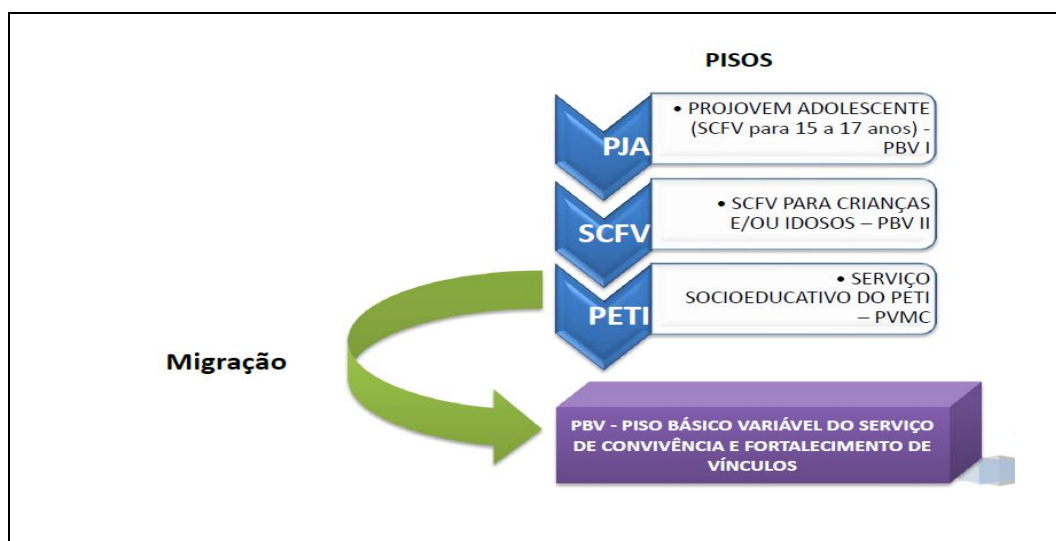 PISOS
PJA
• PROJOVEM ADOLESCENTE
(SCFV para 15 a 17 anos) -
PBV I
SCFV
• SCFV PARA CRIANÇAS
E/OU IDOSOS – PBV II
PETI
• SERVIÇO
SOCIOEDUCATIVO DO PETI
– PVMC
Migração
PBV - PISO BÁSICO VARIÁVEL DO SERVIÇO
DE CONVIVÊNCIA E FORTALECIMENTO DE
VÍNCULOS